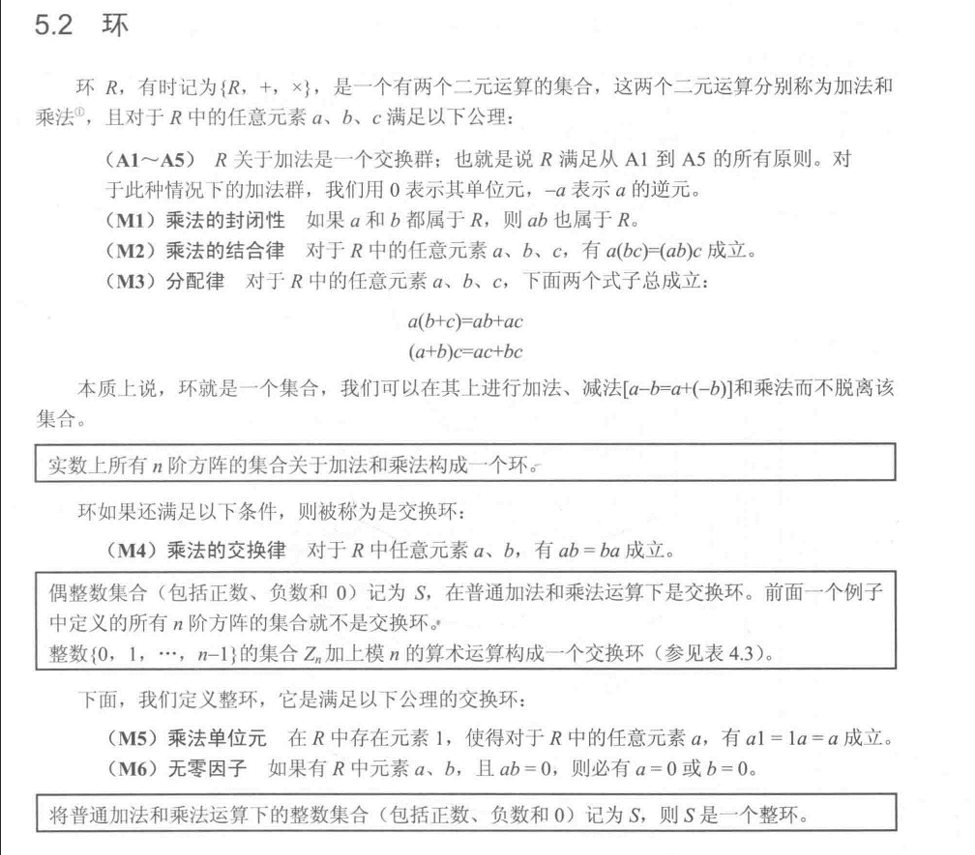 5.2 环
环 R，有时记为{R，+，×}，是一个有两个二元运算的集合，这两个二元运算分别称为加法和
乘法①，且对于 R 中的任意元素 a、b、c 满足以下公理：
（A1～A5） R 关于加法是一个交换群；也就是说 R 满足从 A1 到 A5 的所有原则。对
于此种情况下的加法群，我们用 0 表示其单位元，–a 表示 a 的逆元。
（M1）乘法的封闭性 如果 a 和 b 都属于 R，则 ab 也属于 R。
（M2）乘法的结合律 对于 R 中的任意元素 a、b、c，有 a(bc)=(ab)c 成立。
（M3）分配律 对于 R 中的任意元素 a、b、c，下面两个式子总成立：
a(b+c)=ab+ac
(a+b)c=ac+bc
本质上说，环就是一个集合，我们可以在其上进行加法、减法[a–b=a+(–b)]和乘法而不脱离该
集合。
实数上所有 n 阶方阵的集合关于加法和乘法构成一个环。
环如果还满足以下条件，则被称为是交换环：
（M4）乘法的交换律 对于 R 中任意元素 a、b，有 ab = ba 成立。
偶整数集合（包括正数、负数和 0）记为 S，在普通加法和乘法运算下是交换环。前面一个例子
中定义的所有 n 阶方阵的集合就不是交换环。
整数{0，1，…，n–1}的集合 Zn 加上模 n 的算术运算构成一个交换环（参见表 4.3）。
下面，我们定义整环，它是满足以下公理的交换环：
（M5）乘法单位元 在 R 中存在元素 1，使得对于 R 中的任意元素 a，有 a1 = 1a = a 成立。
（M6）无零因子 如果有 R 中元素 a、b，且 ab = 0，则必有 a = 0 或 b = 0。
将普通加法和乘法运算下的整数集合（包括正数、负数和 0）记为 S，则 S 是一个整环。